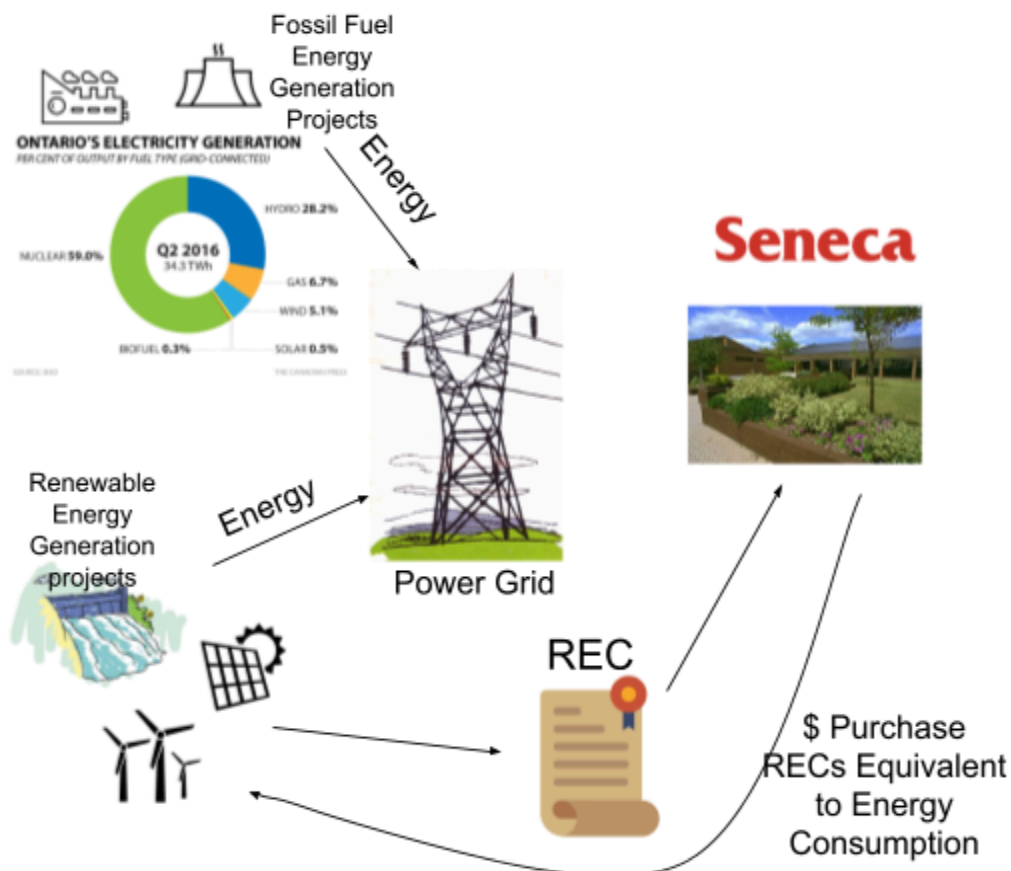 Fossil Fuel
Energy
Generation
Projects
Energy
ONTARIO'S ELECTRICITY GENERATION
PER CENT OF OUTPUT BY FUEL TYPE (GRID-CONNECTED)
HYDRO 28.2%
NUCLEAR 59.0%
Q2 2016
34.3 TWh
GAS 6.7%
WIND 5.1%
BIOFUEL 0.3%
SOLAR 0.5%
THE CANADIAN PRESS
Seneca
Renewable
Energy
Generation
projects
Energy
Power Grid
REC
$ Purchase
RECs Equivalent
to Energy
Consumption